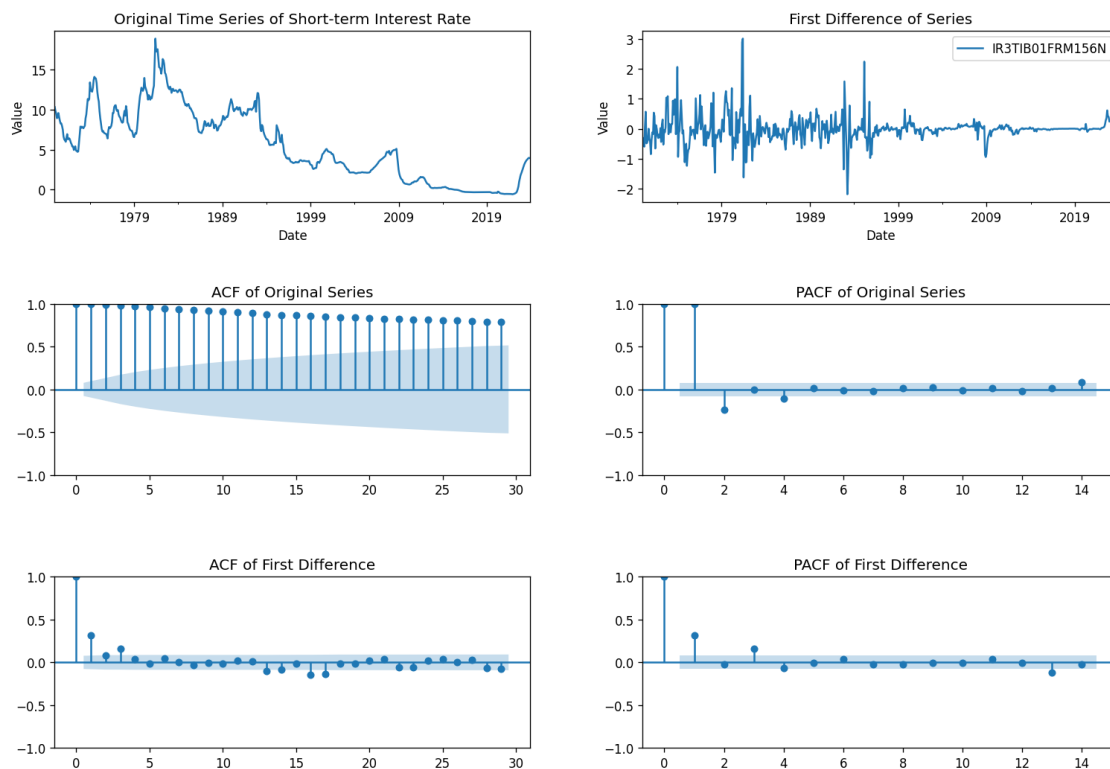 Original Time Series of Short-term Interest Rate
Value
15
10
5
0
1979 1989 1999 2009 2019
Date
First Difference of Series
IR3TIB01FRM156N
Value
3
2
1
0
−1
−2
1979 1989 1999 2009 2019
Date
ACF of Original Series
1.0
0.5
0.0
−0.5
−1.0
0 5 10 15 20 25 30
PACF of Original Series
1.0
0.5
0.0
−0.5
−1.0
0 2 4 6 8 10 12 14
ACF of First Difference
1.0
0.5
0.0
−0.5
−1.0
0 5 10 15 20 25 30
PACF of First Difference
1.0
0.5
0.0
−0.5
−1.0
0 2 4 6 8 10 12 14